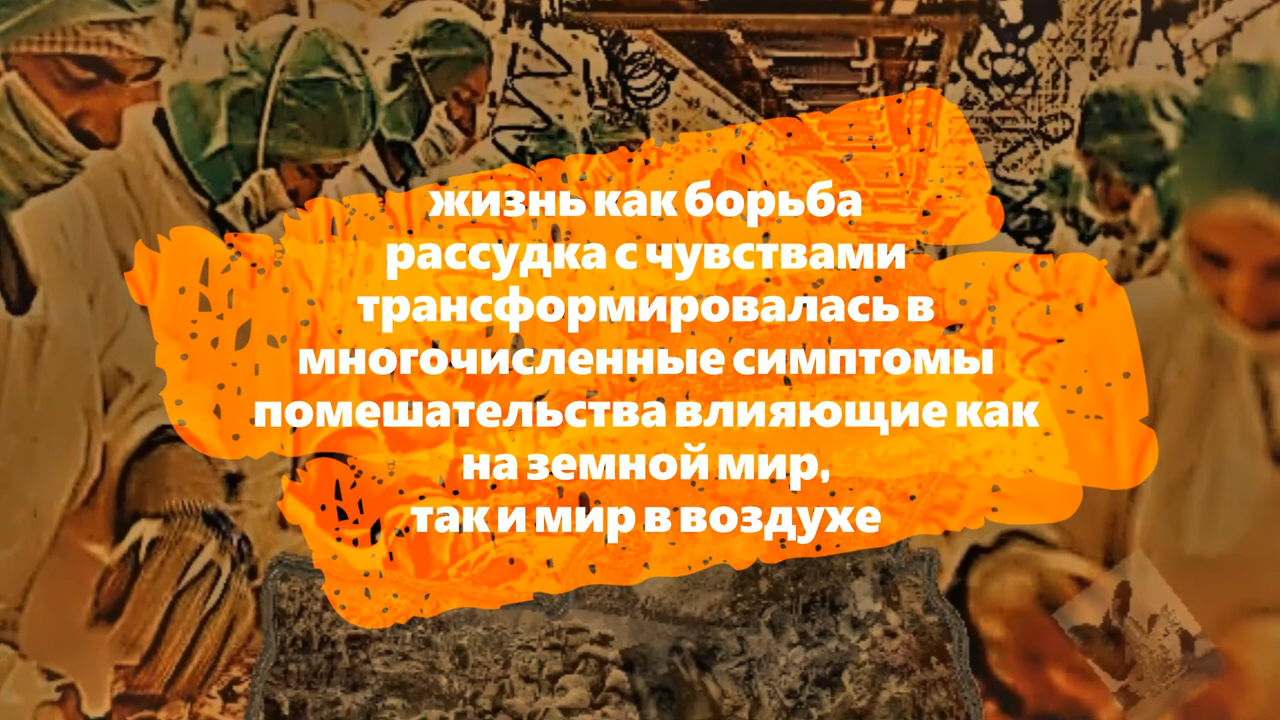 жизнь как борьба
рассудка с чувствами
трансформировалась в
многочисленные симптомы
помешательства влияющие как
на земной мир,
так и мир в воздухе